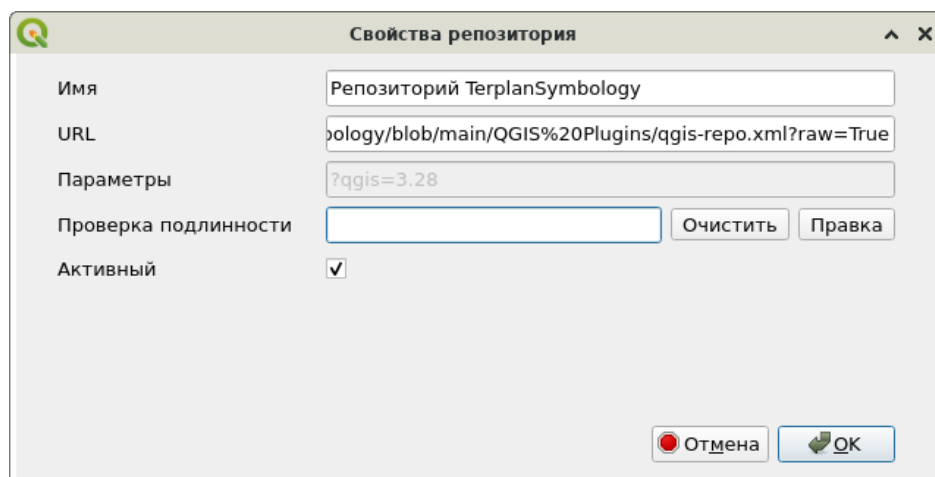 Свойства репозитория
Имя Репозиторий TerplanSymbology
URL ology/blob/main/QGIS%20Plugins/qgis-repo.xml?raw=True
Параметры ?qgis=3.28
Проверка подлинности Очистить Правка
Активный
Отмена OK